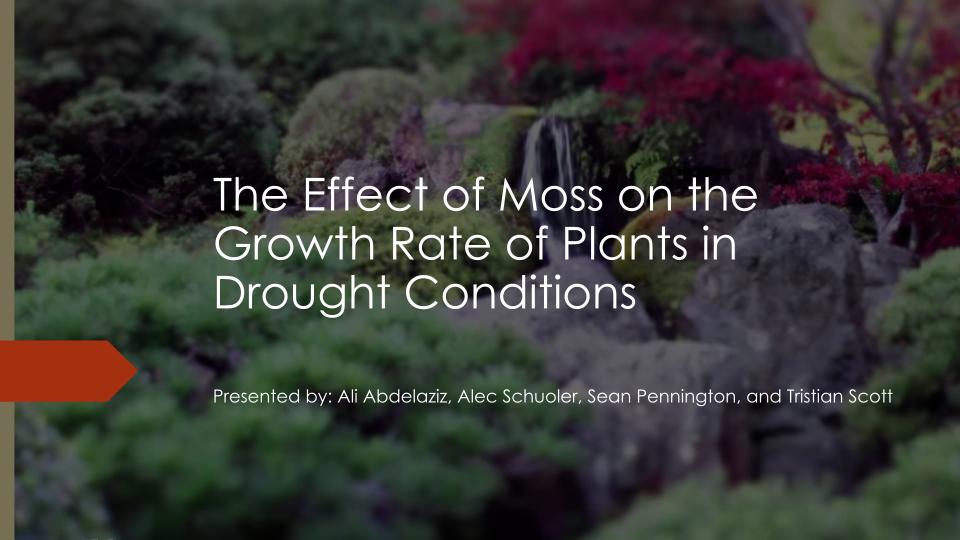 The Effect of Moss on the
Growth Rate of Plants in
Drought Conditions
Presented by: Ali Abdelaziz, Alec Schuoler, Sean Pennington, and Tristian Scott